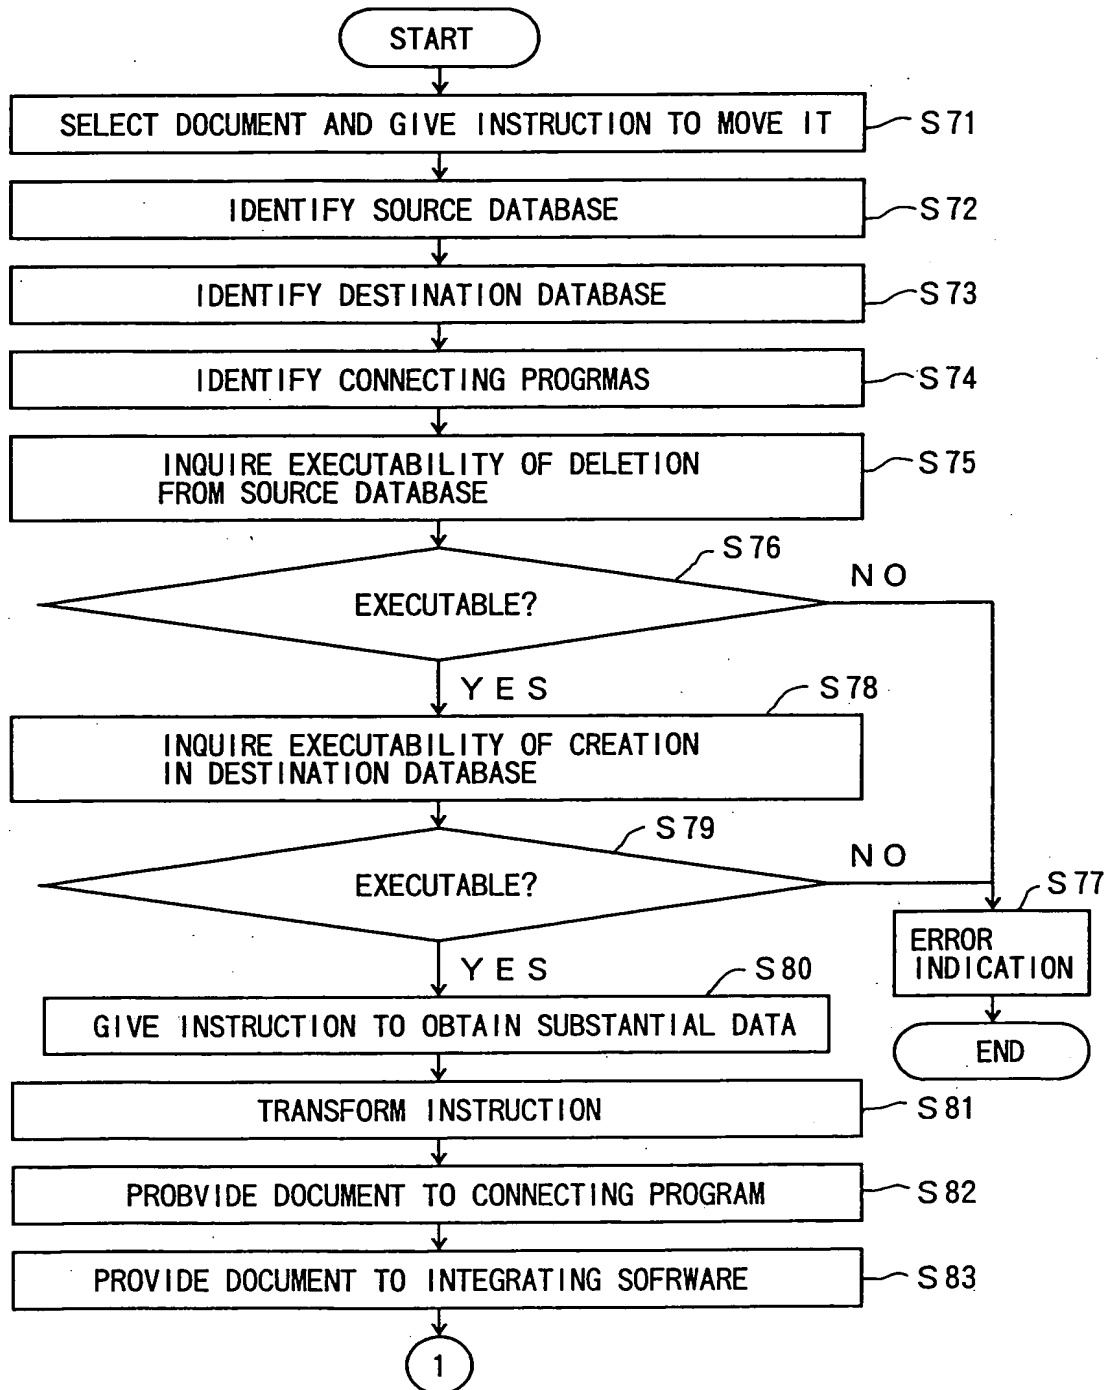 START
SELECT DOCUMENT AND GIVE INSTRUCTION TO MOVE IT
S71
IDENTIFY SOURCE DATABASE
S72
IDENTIFY DESTINATION DATABASE
S73
IDENTIFY CONNECTING PROGRMAS
S74
INQUIRE EXECUTABILITY OF DELETION
FROM SOURCE DATABASE
S75
S76
EXECUTABLE?
NO
YES
S78
INQUIRE EXECUTABILITY OF CREATION
IN DESTINATION DATABASE
S79
EXECUTABLE?
NO
S77
ERROR
INDICATION
END
YES
S80
GIVE INSTRUCTION TO OBTAIN SUBSTANTIAL DATA
TRANSFORM INSTRUCTION
S81
PROBVIDE DOCUMENT TO CONNECTING PROGRAM
S82
PROVIDE DOCUMENT TO INTEGRATING SOFRWARE
S83
1